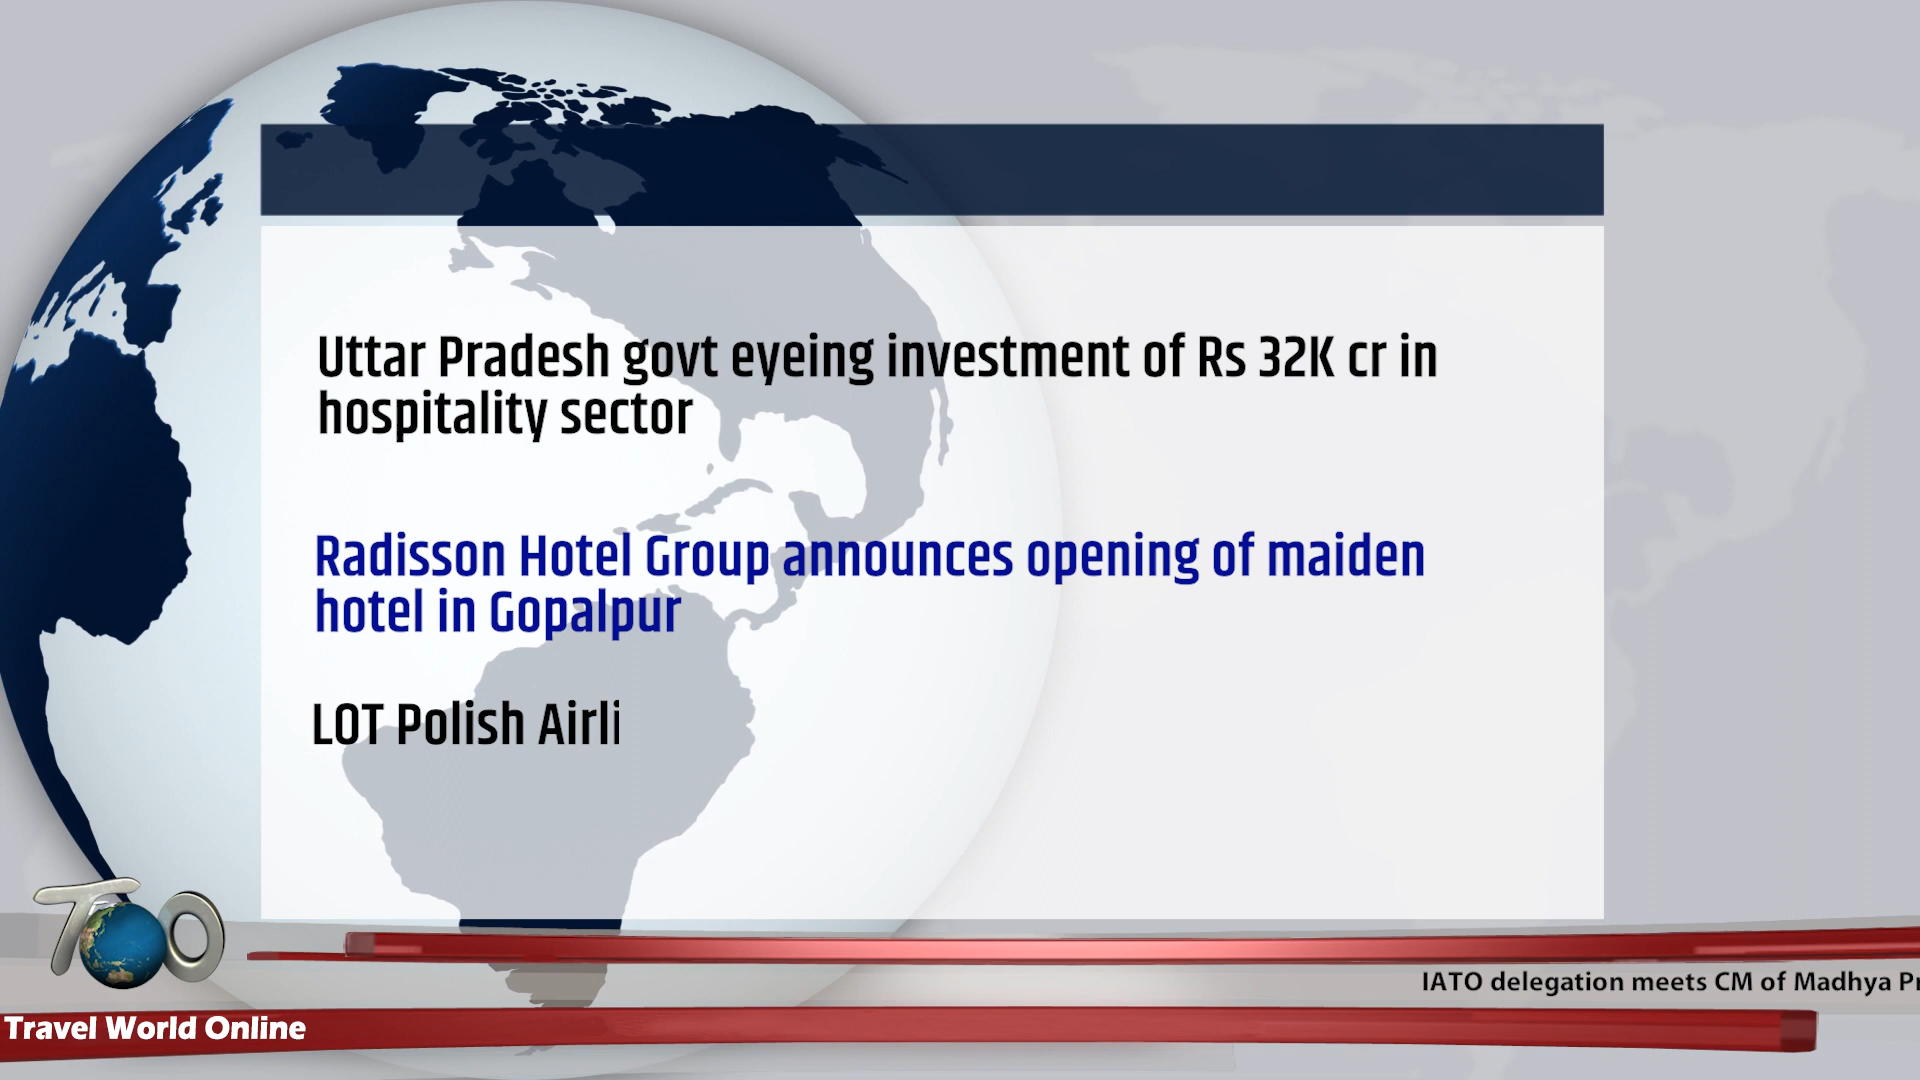 Uttar Pradesh govt eyeing investment of Rs 32K cr in
hospitality sector
Radisson Hotel Group announces opening of maiden
hotel in Gopalpur
LOT Polish Airli
IATO delegation meets CM of Madhya Pr
Travel World Online